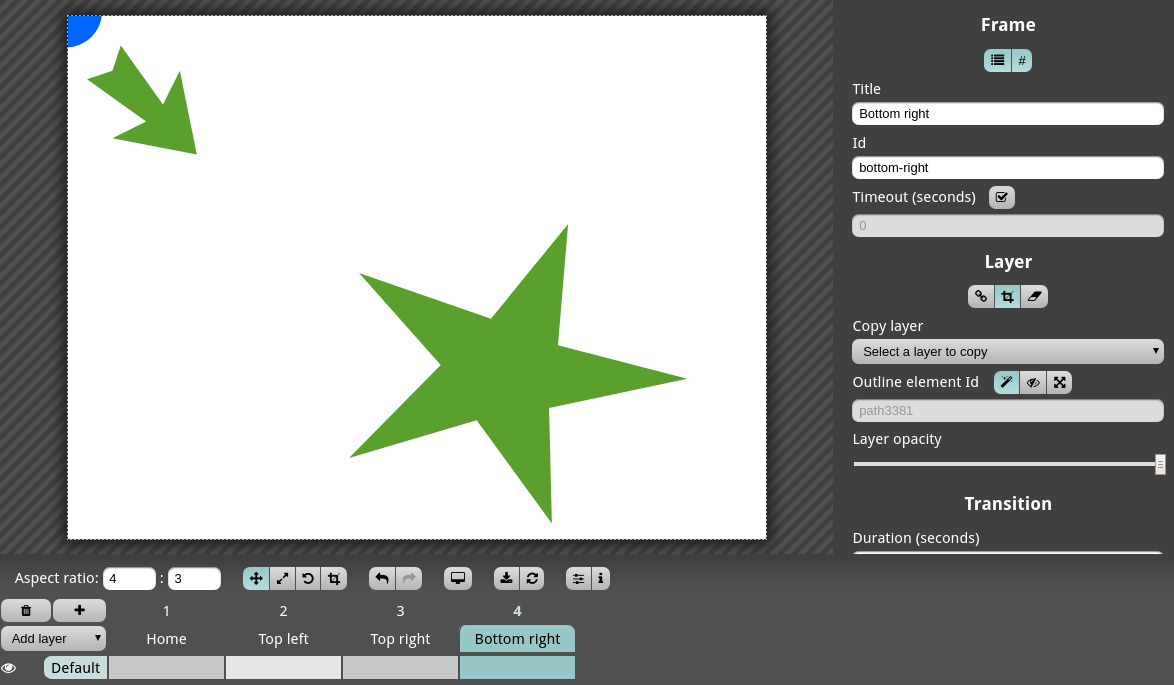 Frame
#
Title
Bottom right
Id
bottom-right
Timeout (seconds)
0
Layer
Copy layer
Select a layer to copy
Outline element Id
path3381
Layer opacity
Transition
Duration (seconds)
Aspect ratio: 4 : 3
1 2 3 4
Add layer Home Top left Top right Bottom right
Default